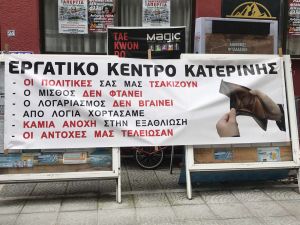 ΑΝΕΡΓΙΑ
TAE
KWON
DO
MAGIC
ΕΡΓΑΤΙΚΟ ΚΕΝΤΡΟ ΚΑΤΕΡΙΝΗΣ
- ΟΙ ΠΟΛΙΤΙΚΕΣ ΣΑΣ ΜΑΣ ΤΣΑΚΙΖΟΥΝ
- Ο ΜΙΣΘΟΣ ΔΕΝ ΦΤΑΝΕΙ
- Ο ΛΟΓΑΡΙΑΣΜΟΣ ΔΕΝ ΒΓΑΙΝΕΙ
- ΑΠΟ ΛΟΓΙΑ ΧΟΡΤΑΣΑΜΕ
- ΚΑΜΙΑ ΑΝΟΧΗ ΣΤΗΝ ΕΞΑΘΛΙΩΣΗ
- ΟΙ ΑΝΤΟΧΕΣ ΜΑΣ ΤΕΛΕΙΩΣΑΝ